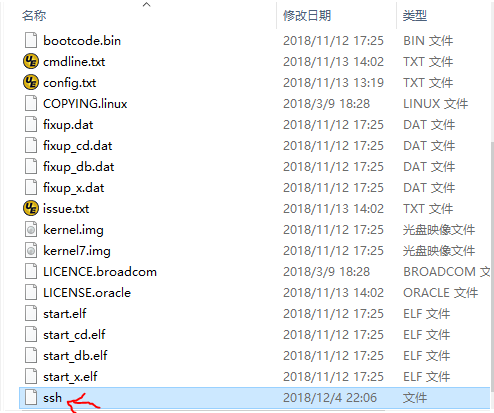 修改日期 类型
bootcode.bin 2018/11/12 17:25 BIN 文件
cmdline.txt 2018/11/13 14:02 TXT 文件
config.txt 2018/11/13 13:19 TXT 文件
COPYING.linux 2018/3/9 18:28 LINUX 文件
fixup.dat 2018/11/12 17:25 DAT 文件
fixup_cd.dat 2018/11/12 17:25 DAT 文件
fixup_db.dat 2018/11/12 17:25 DAT 文件
fixup_x.dat 2018/11/12 17:25 DAT 文件
issue.txt 2018/11/13 14:02 TXT 文件
kernel.img 2018/11/12 17:25 光盘映像文件
kernel7.img 2018/11/12 17:25 光盘映像文件
LICENCE.broadcom 2018/3/9 18:28 BROADCOM 文
LICENSE.oracle 2018/11/13 14:02 ORACLE 文件
start.elf 2018/11/12 17:25 ELF 文件
start_cd.elf 2018/11/12 17:25 ELF 文件
start_db.elf 2018/11/12 17:25 ELF 文件
start_x.elf 2018/11/12 17:25 ELF 文件
ssh 2018/12/4 22:06 文件